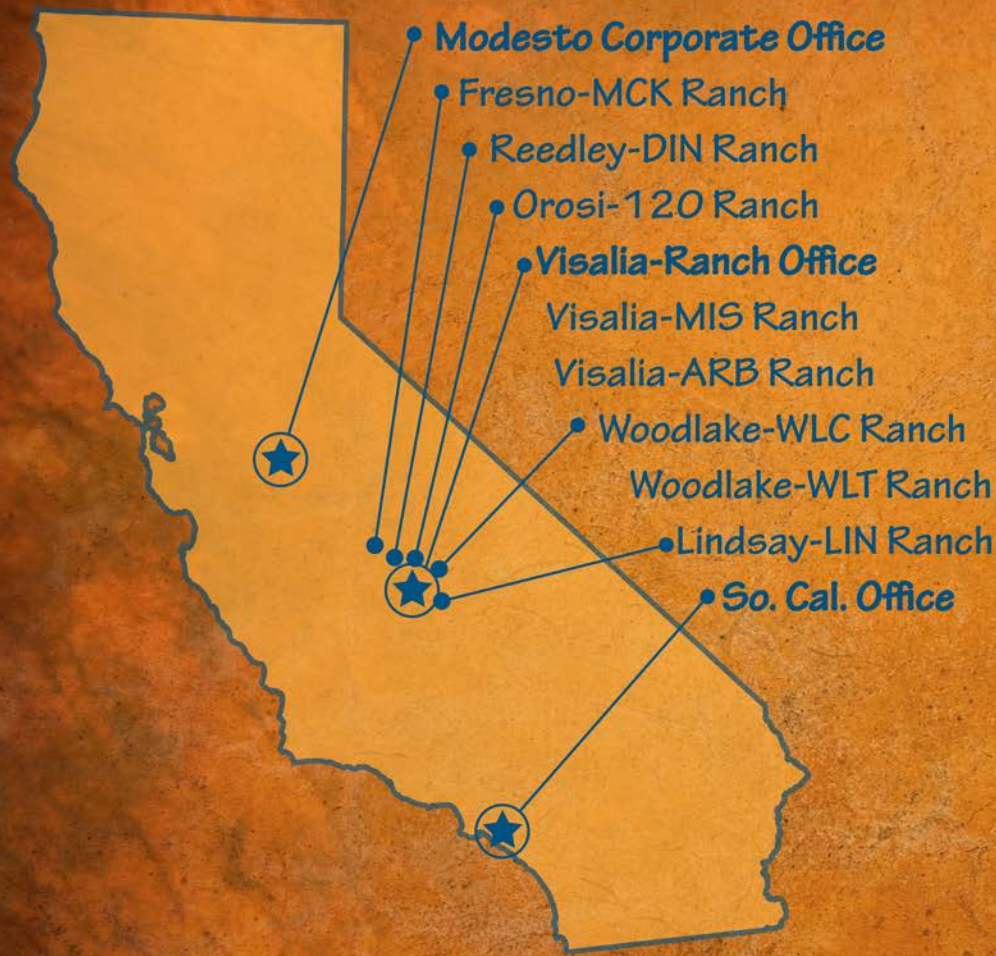 Modesto Corporate Office
Fresno-MCK Ranch
Reedley-DIN Ranch
Orosi-120 Ranch
Visalia-Ranch Office
Visalia-MIS Ranch
Visalia-ARB Ranch
Woodlake-WLC Ranch
Woodlake-WLT Ranch
Lindsay-LIN Ranch
So. Cal. Office